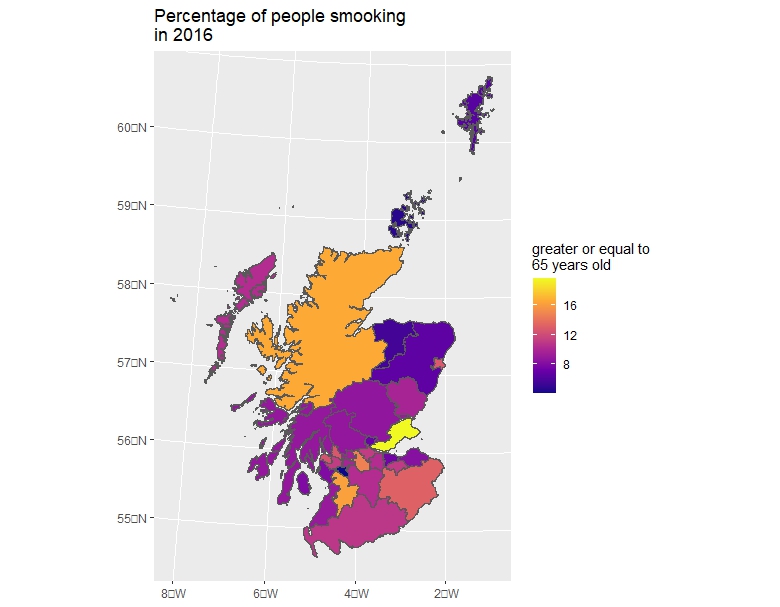 Percentage of people smooking
in 2016
60□N
59□N
58□N
57□N
56□N
55□N
8□W
6□W
4□W
2□W
greater or equal to
65 years old
16
12
8